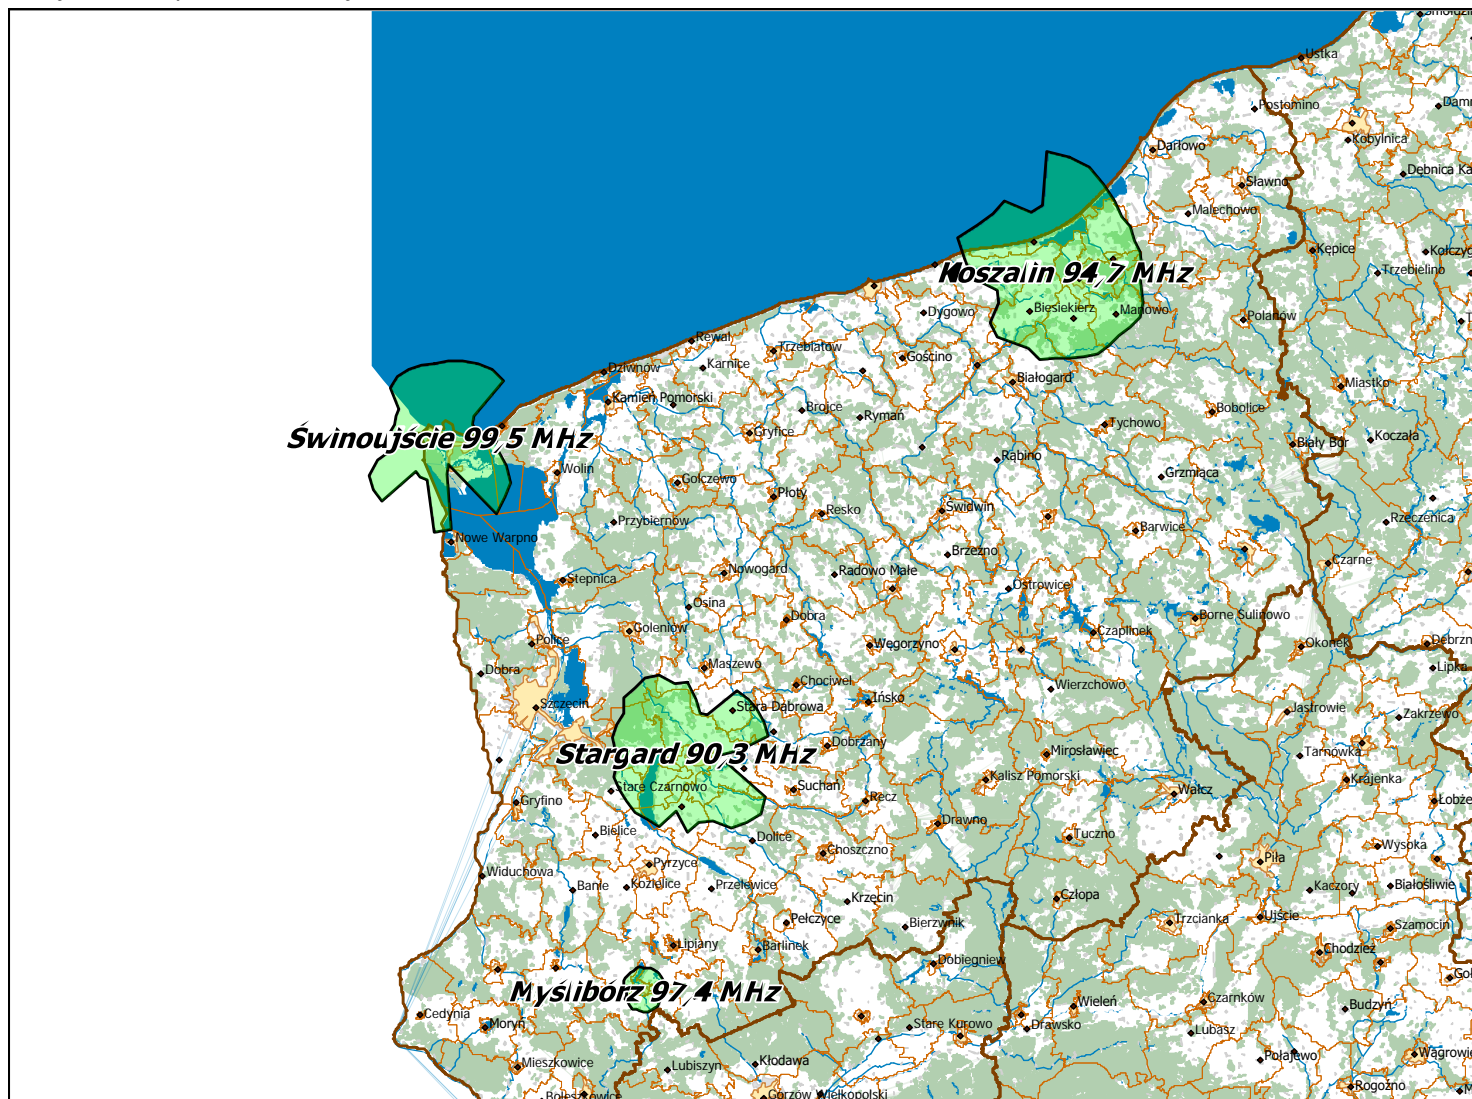 Ustka
Postomino
Kobylnica
Darłowo
Dębnica Ka
Sławno
Malechowo
Kępice
Kołczyg
Trzebielino
Koszalin 94,7 MHz
Dygowo
Biesiekierz
Manowo
Polanów
Rewal
Trzebiatów
Karnice
Gościno
Dziwnów
Białogard
Miastko
Kamień Pomorski
Brojce
Rymań
Bobolice
Tychowo
Gryfice
Świnoujście 99,5 MHz
Biały Bór
Koczała
Rąbino
Wolin
Golczewo
Grzmiąca
Płoty
Resko
Świdwin
Przybiernów
Barwice
Rzeczenica
Nowe Warpno
Brzeżno
Czarne
Stepnica
Nowogard
Radowo Małe
Ostrowice
Osina
Dobra
Borne Sulinowo
Goleniów
Czaplinek
Police
Węgorzyno
Okonek
Debrzn
Dobra
Maszewo
Lipka
Chociwel
Wierzchowo
Szczecin
Stara Dąbrowa
Ińsko
Jastrowie
Zakrzewo
Dobrzany
Stargard 90,3 MHz
Mirosławiec
Tarnówka
Stare Czarnowo
Suchań
Kalisz Pomorski
Krajenka
Gryfino
Recz
Wałcz
Łobże
Bielice
Dolice
Drawno
Tuczno
Choszczno
Wysoka
Pyrzyce
Piła
Widuchowa
Banie
Kozielice
Przelewice
Kaczory
Białośliwie
Krzęcin
Człopa
Pełczyce
Bierzwnik
Trzcianka
Ujście
Szamocin
Lipiany
Barlinek
Chodzież
Dobiegniew
Myślibórz 97,4 MHz
Cedynia
Moryń
Stare Kurowo
Drawsko
Wieleń
Czarnków
Budzyń
Lubasz
Mieszkowice
Lubiszyn
Kłodawa
Połajewo
Wągrowie
Boleszkowice
Gorzów Wielkopolski
Rogoźno